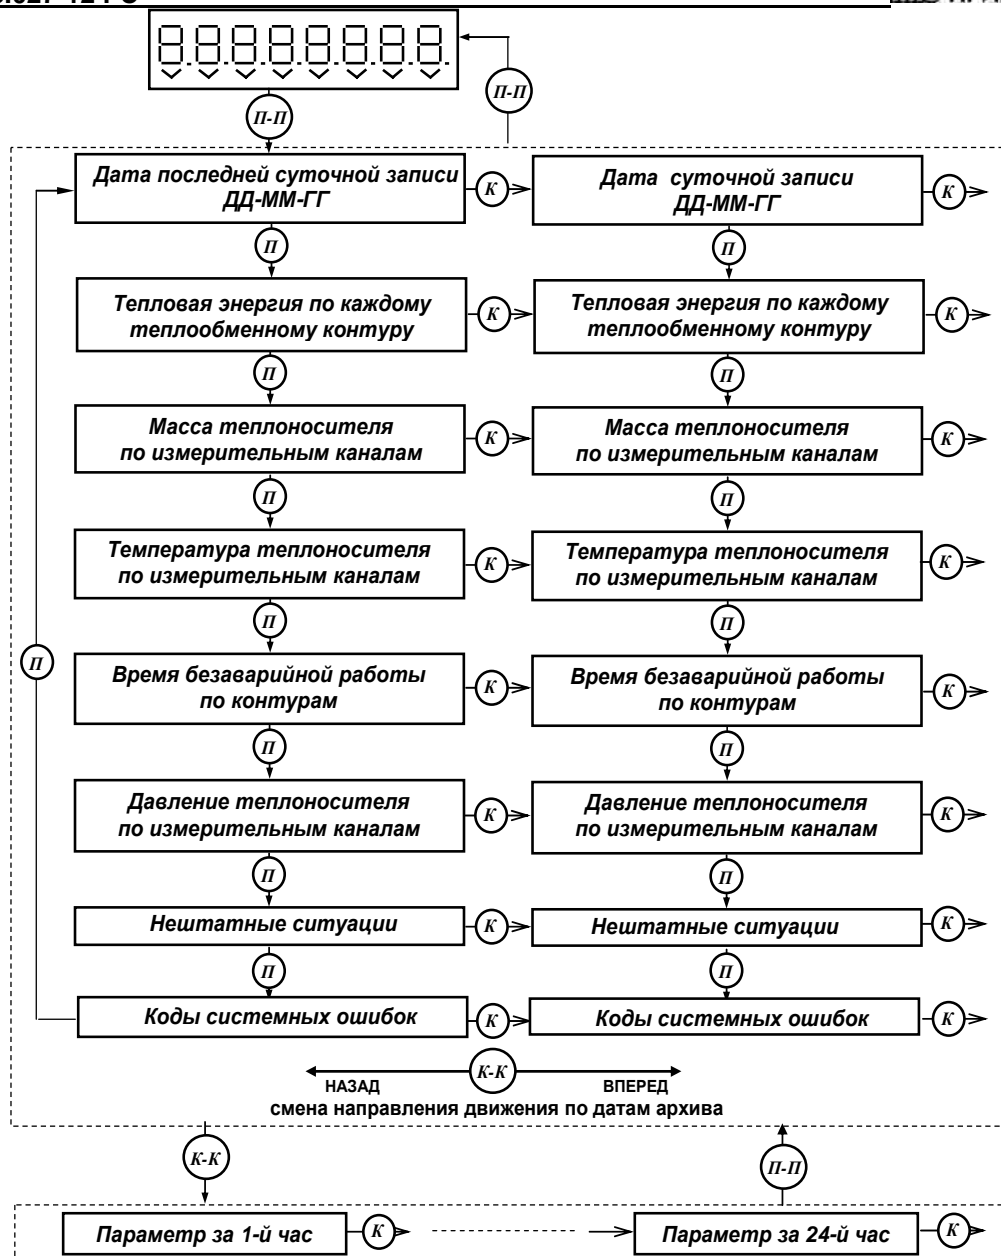 П-П
П-П
Дата последней суточной записи
ДД-ММ-ГГ
К
Дата суточной записи
ДД-ММ-ГГ
К
П
П
Тепловая энергия по каждому
теплообменному контуру
К
Тепловая энергия по каждому
теплообменному контуру
К
П
П
Масса теплоносителя
по измерительным каналам
К
Масса теплоносителя
по измерительным каналам
К
П
П
Температура теплоносителя
по измерительным каналам
К
Температура теплоносителя
по измерительным каналам
К
П
П
П
Время безаварийной работы
по контурам
К
Время безаварийной работы
по контурам
К
П
П
Давление теплоносителя
по измерительным каналам
К
Давление теплоносителя
по измерительным каналам
К
П
П
Нештатные ситуации
К
Нештатные ситуации
К
П
П
Коды системных ошибок
К
Коды системных ошибок
К
К-К
НАЗАД
ВПЕРЕД
смена направления движения по датам архива
К-К
П-П
Параметр за 1-й час
К
Параметр за 24-й час
К